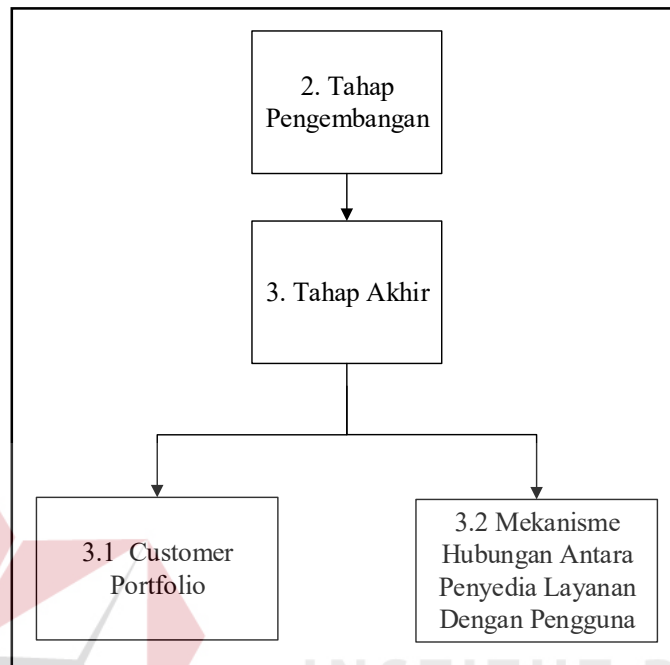 2. Tahap
Pengembangan
3. Tahap Akhir
3.1 Customer
Portfolio
3.2 Mekanisme
Hubungan Antara
Penyedia Layanan
Dengan Pengguna